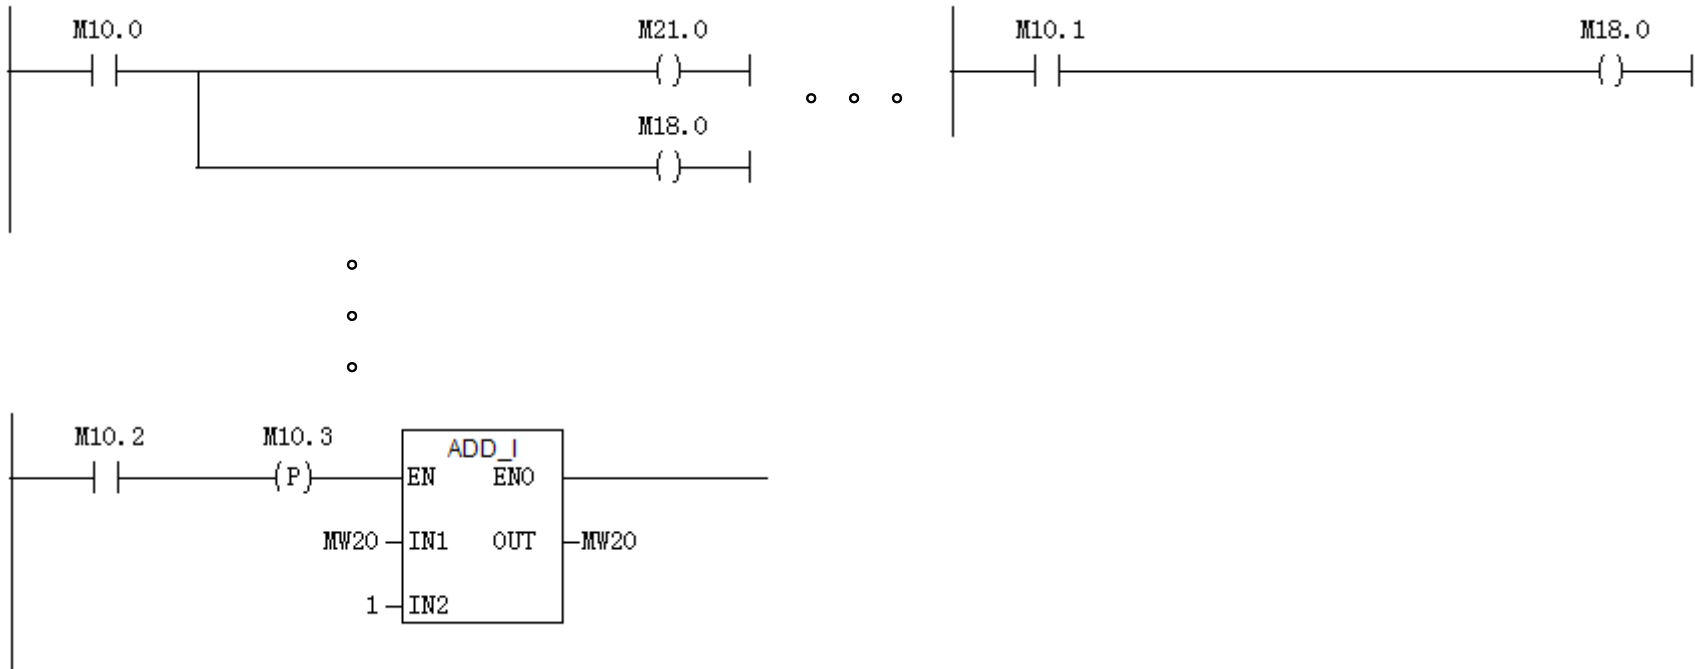 M10.0 M21.0 M10.1 M18.0
M18.0
M10.2 M10.3 ADD_I
(P) EN ENO
MW20 IN1 OUT MW20
1 IN2